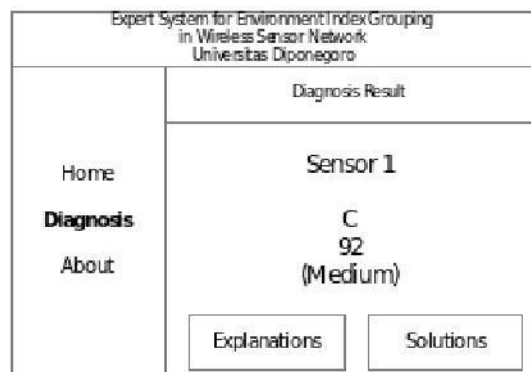 Expert System for Environment Index Grouping
in Wireless Sensor Network
Universitas Diponegoro
Diagnosis Result
Home
Diagnosis
About
Sensor 1
C
92
(Medium)
Explanations
Solutions